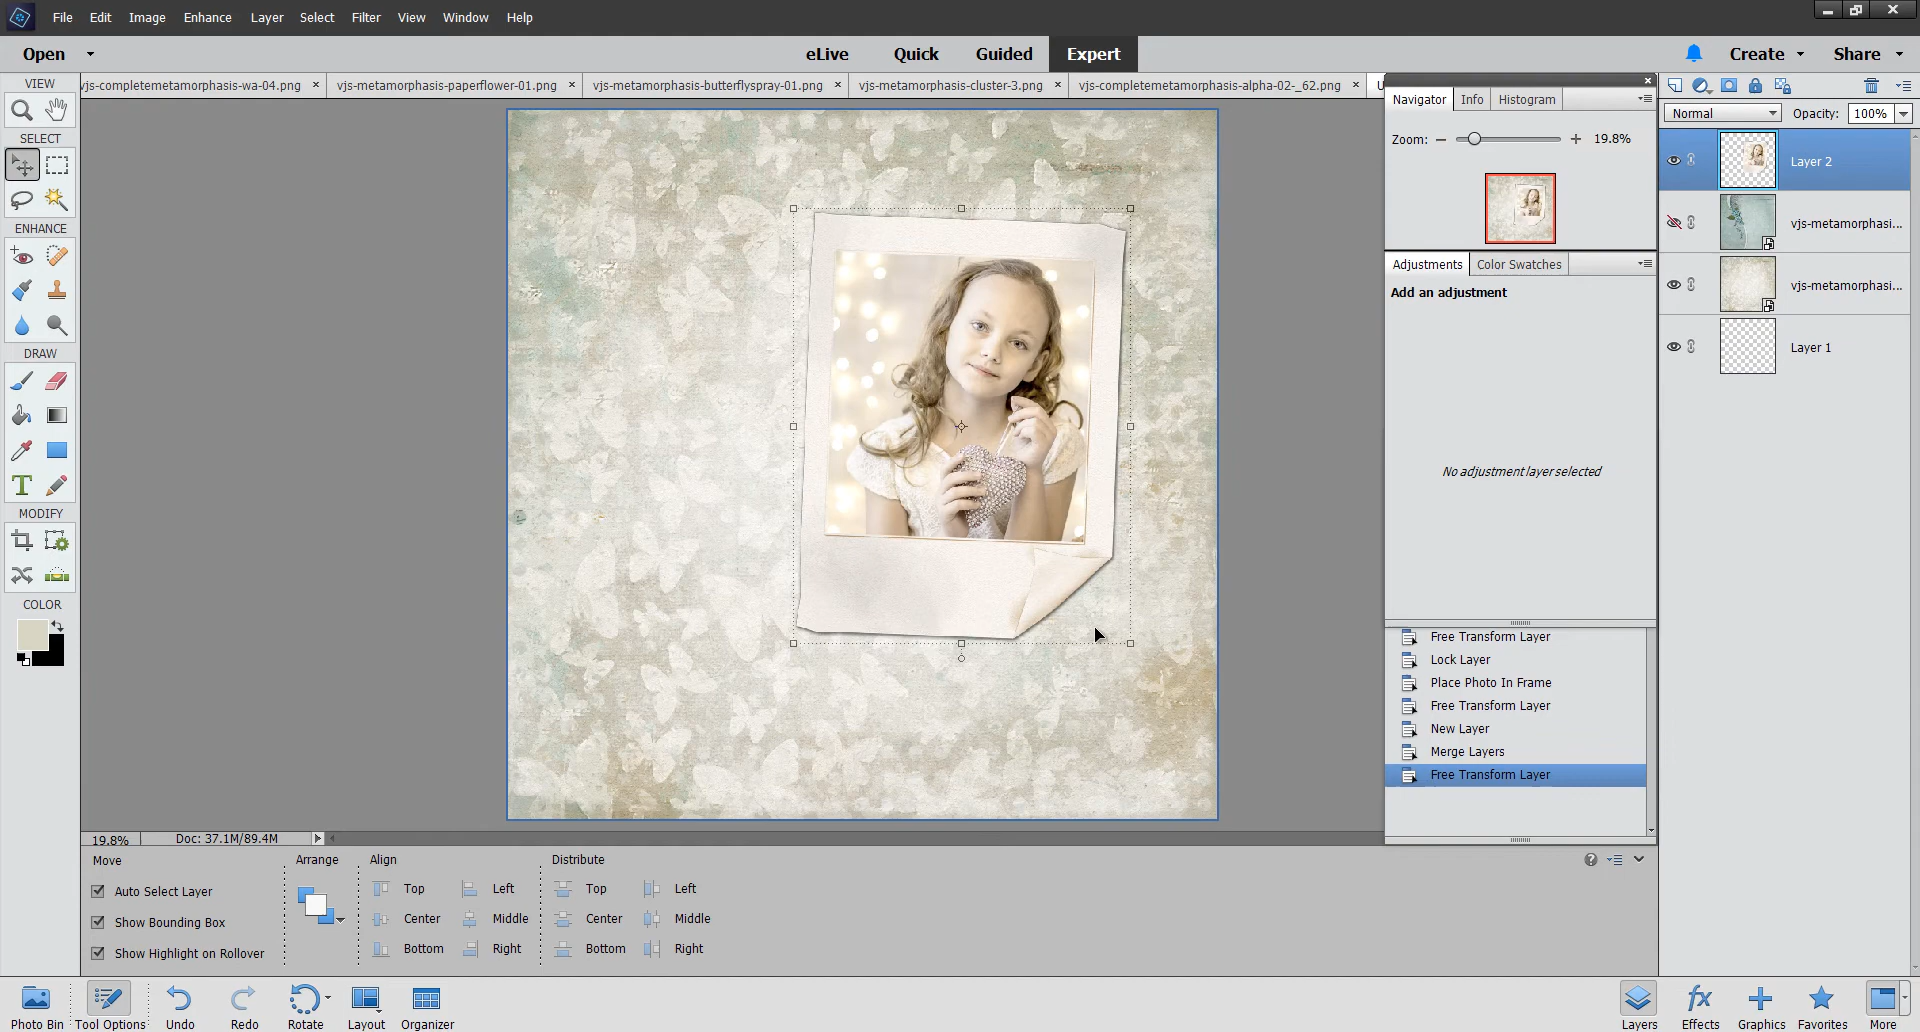 File Edit Image Enhance Layer Select Filter View Window Help
Open eLive Quick Guided Expert Create Share
vjs-completemetamorphasis-wa-04.png × vjs-metamorphasis-paperflower-01.png × vjs-metamorphasis-butterflyspray-01.png × vjs-metamorphasis-cluster-3.png × vjs-completemetamorphasis-alpha-02-_62.png × U
VIEW
SELECT
ENHANCE
DRAW
MODIFY
COLOR
Navigator Info Histogram
Zoom: 19.8%
Adjustments Color Swatches
Add an adjustment
No adjustment layer selected
Free Transform Layer
Lock Layer
Place Photo In Frame
Free Transform Layer
New Layer
Merge Layers
Free Transform Layer
Normal Opacity: 100%
Layer 2
vjs-metamorphasi...
vjs-metamorphasi...
Layer 1
19.8% Doc: 37.1M/89.4M
Move Arrange Align Distribute
Auto Select Layer
Show Bounding Box
Show Highlight on Rollover
Top Left Top Left
Center Middle Center Middle
Bottom Right Bottom Right
Photo Bin Tool Options Undo Redo Rotate Layout Organizer Layers Effects Graphics Favorites More